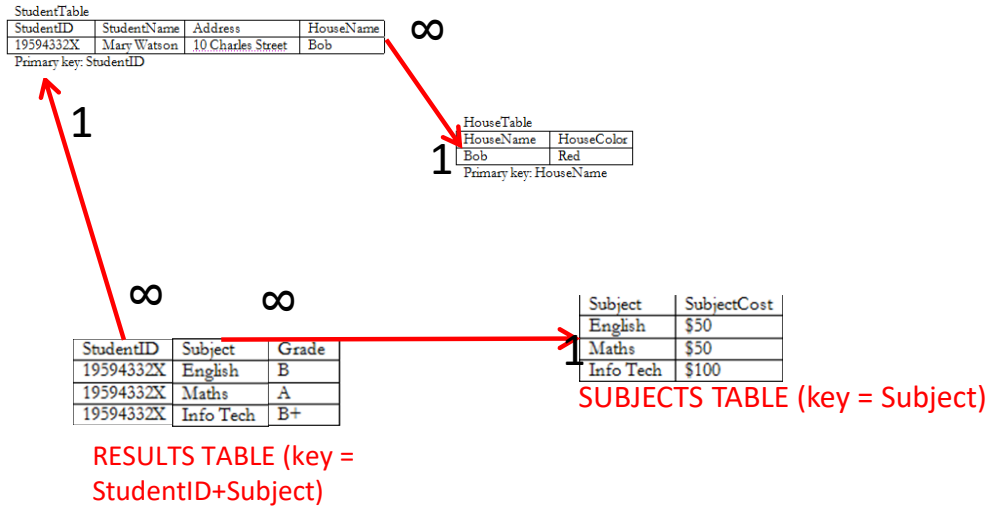 StudentTable
StudentID StudentName Address HouseName
19594332X Mary Watson 10 Charles Street Bob
Primary key: StudentID
∞
1
HouseTable
HouseName HouseColor
Bob Red
Primary key: HouseName
1
∞ ∞
StudentID Subject Grade
19594332X English B
19594332X Maths A
19594332X Info Tech B+
RESULTS TABLE (key =
StudentID+Subject)
Subject SubjectCost
English $50
Maths $50
Info Tech $100
1
SUBJECTS TABLE (key = Subject)